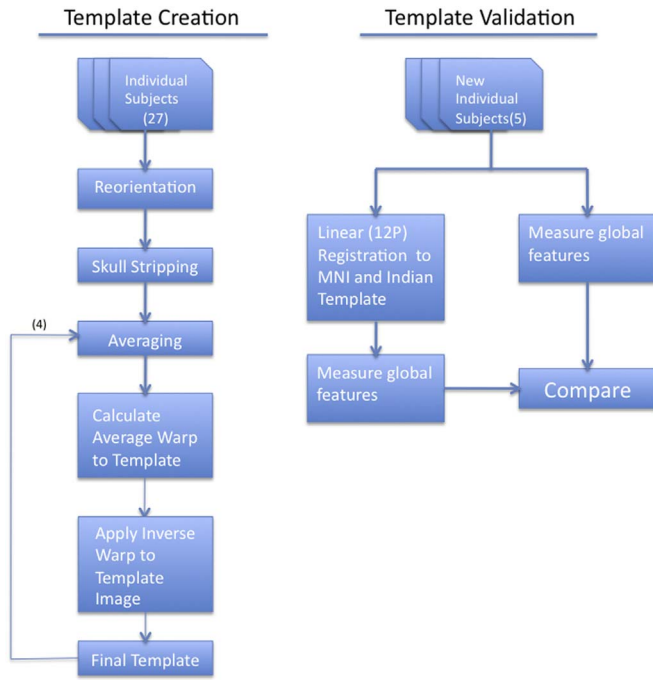 Template Creation
Individual
Subjects
(27)
Reorientation
Skull Stripping
(4)
Averaging
Calculate
Average Warp
to Template
Apply Inverse
Warp to
Template
Image
Final Template
Template Validation
New
Individual
Subjects(5)
Linear (12P)
Registration to
MNI and Indian
Template
Measure global
features
Measure global
features
Compare